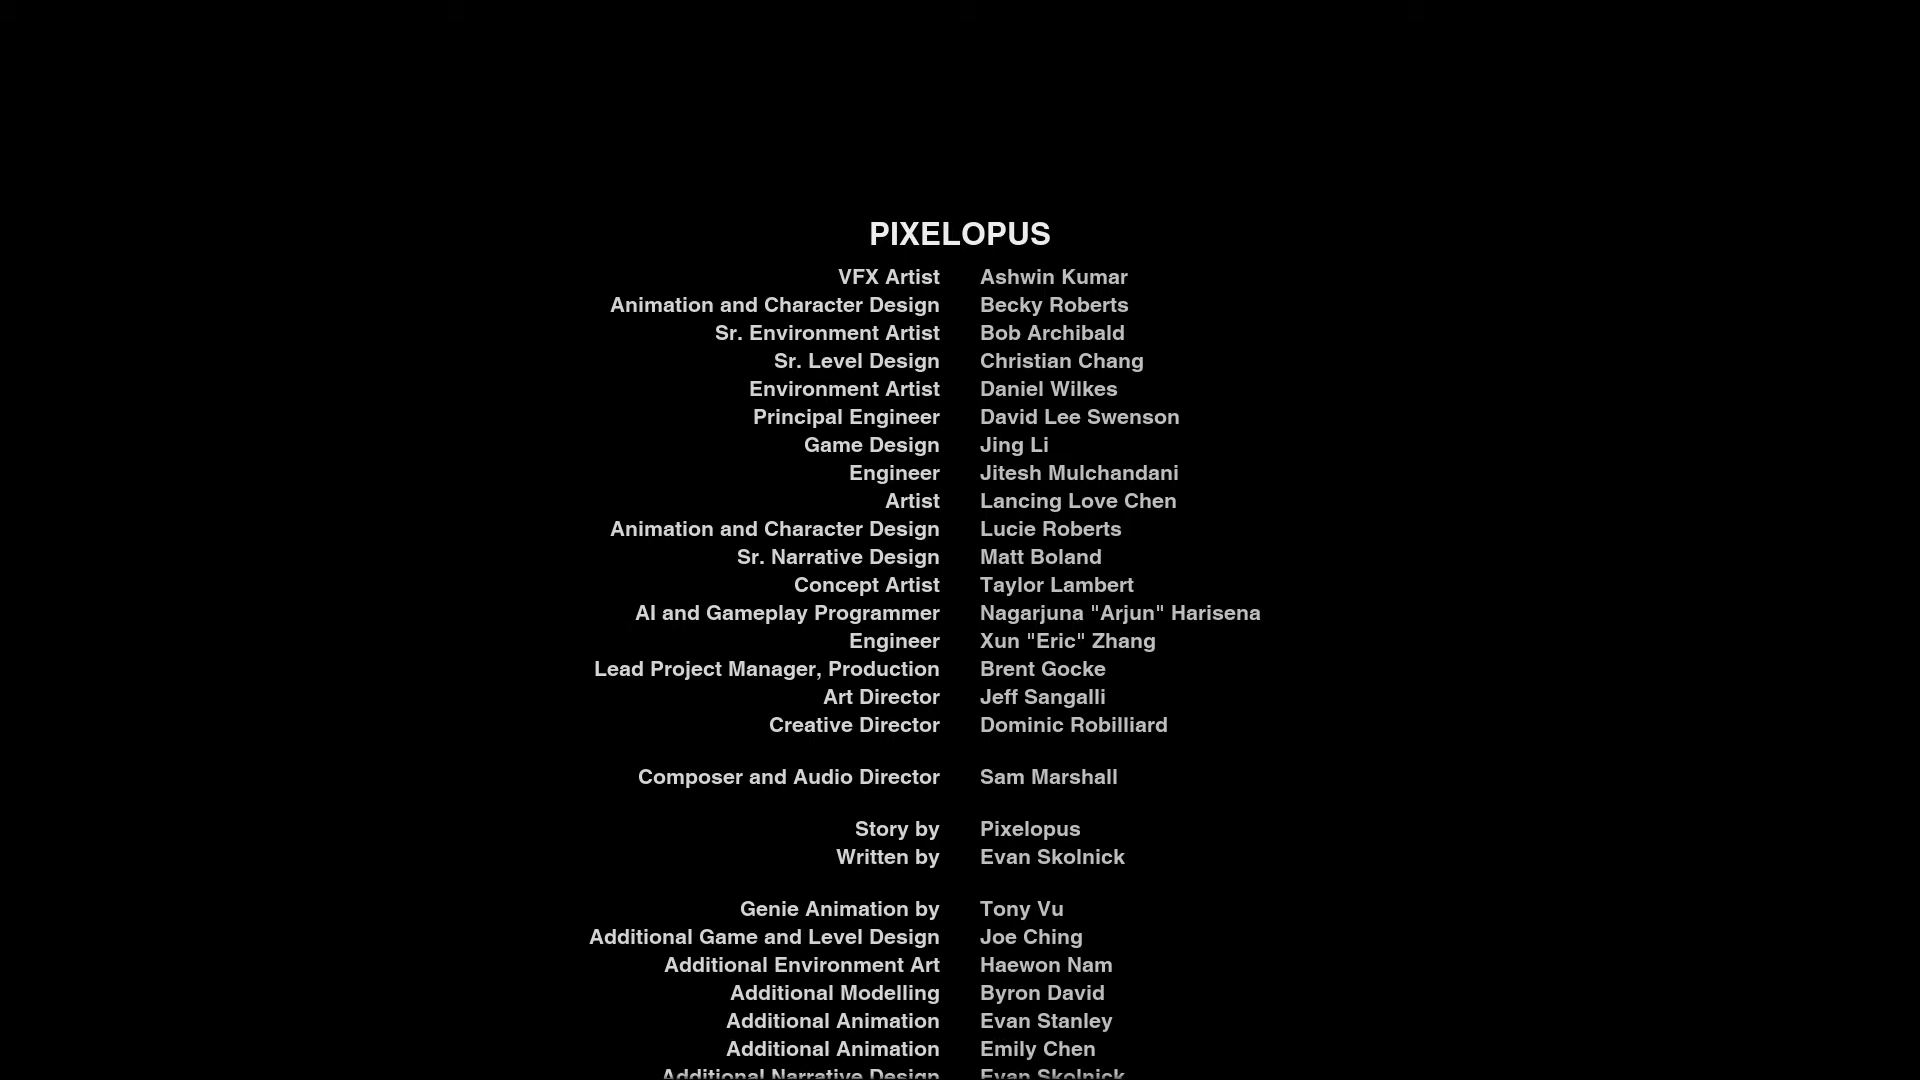 PIXELOPUS
VFX Artist Ashwin Kumar
Animation and Character Design Becky Roberts
Sr. Environment Artist Bob Archibald
Sr. Level Design Christian Chang
Environment Artist Daniel Wilkes
Principal Engineer David Lee Swenson
Game Design Jing Li
Engineer Jitesh Mulchandani
Artist Lancing Love Chen
Animation and Character Design Lucie Roberts
Sr. Narrative Design Matt Boland
Concept Artist Taylor Lambert
AI and Gameplay Programmer Nagarjuna "Arjun" Harisena
Engineer Xun "Eric" Zhang
Lead Project Manager, Production Brent Gocke
Art Director Jeff Sangalli
Creative Director Dominic Robilliard
Composer and Audio Director Sam Marshall
Story by Pixelopus
Written by Evan Skolnick
Genie Animation by Tony Vu
Additional Game and Level Design Joe Ching
Additional Environment Art Haewon Nam
Additional Modelling Byron David
Additional Animation Evan Stanley
Additional Animation Emily Chen
Additional Narrative Design Evan Skolnick